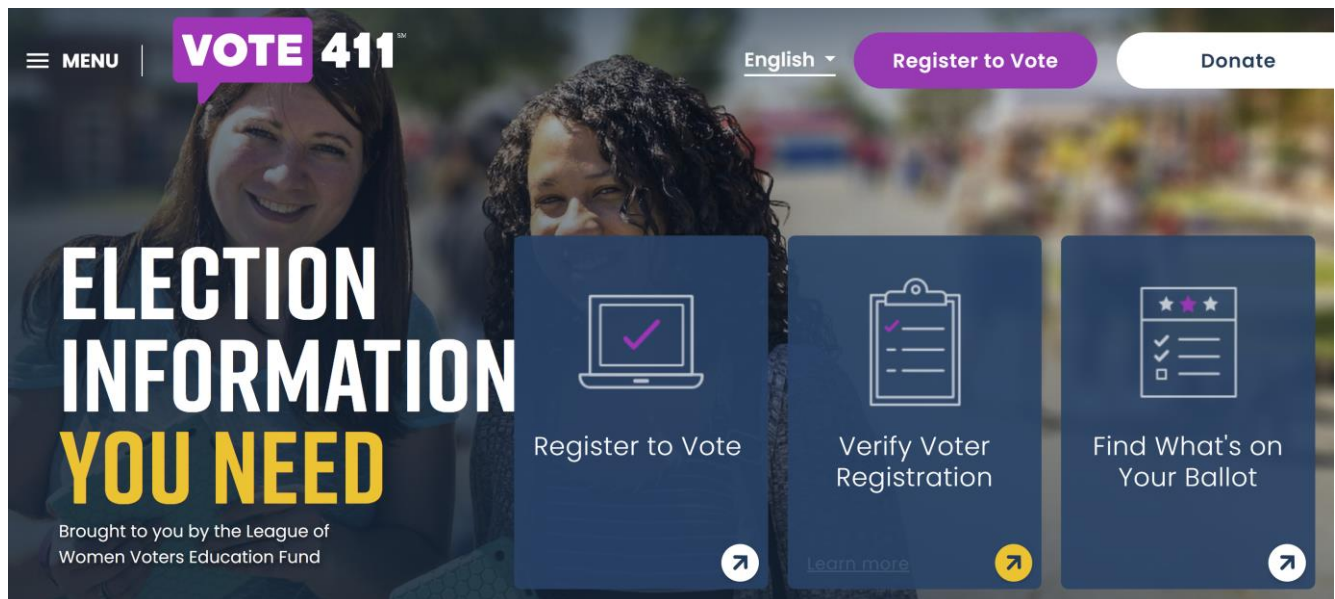 MENU
VOTE 411 SM
English
Register to Vote
Donate
ELECTION
INFORMATION
YOU NEED
Brought to you by the League of
Women Voters Education Fund
Register to Vote
Verify Voter
Registration
Learn more
Find What's on
Your Ballot